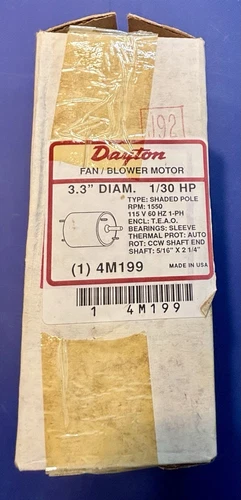 192
Dayton
FAN / BLOWER MOTOR
3.3" DIAM. 1/30 HP
TYPE: SHADED POLE
RPM: 1550
115 V 60 HZ 1-PH
ENCL: T.E.A.O.
BEARINGS: SLEEVE
THERMAL PROT: AUTO
ROT: CCW SHAFT END
SHAFT: 5/16" X 2 1/4"
(1) 4M199 MADE IN USA
1 4M199